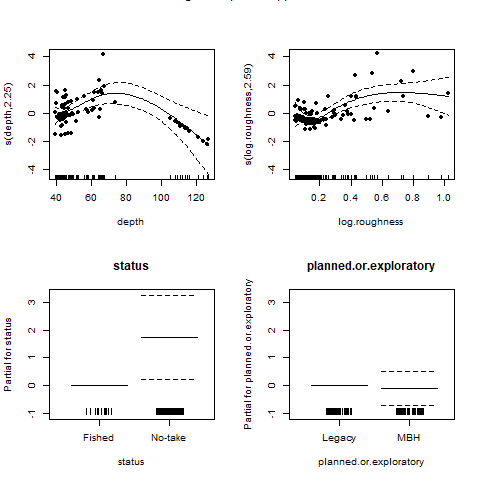 s(depth,2.25)
4
2
0
-2
-4
40 60 80 100 120
depth
s(log.roughness,2.59)
4
2
0
-2
-4
0.2 0.4 0.6 0.8 1.0
log.roughness
status
Partial for status
3
2
1
0
-1
Fished No-take
status
planned.or.exploratory
Partial for planned.or.exploratory
3
2
1
0
-1
Legacy MBH
planned.or.exploratory